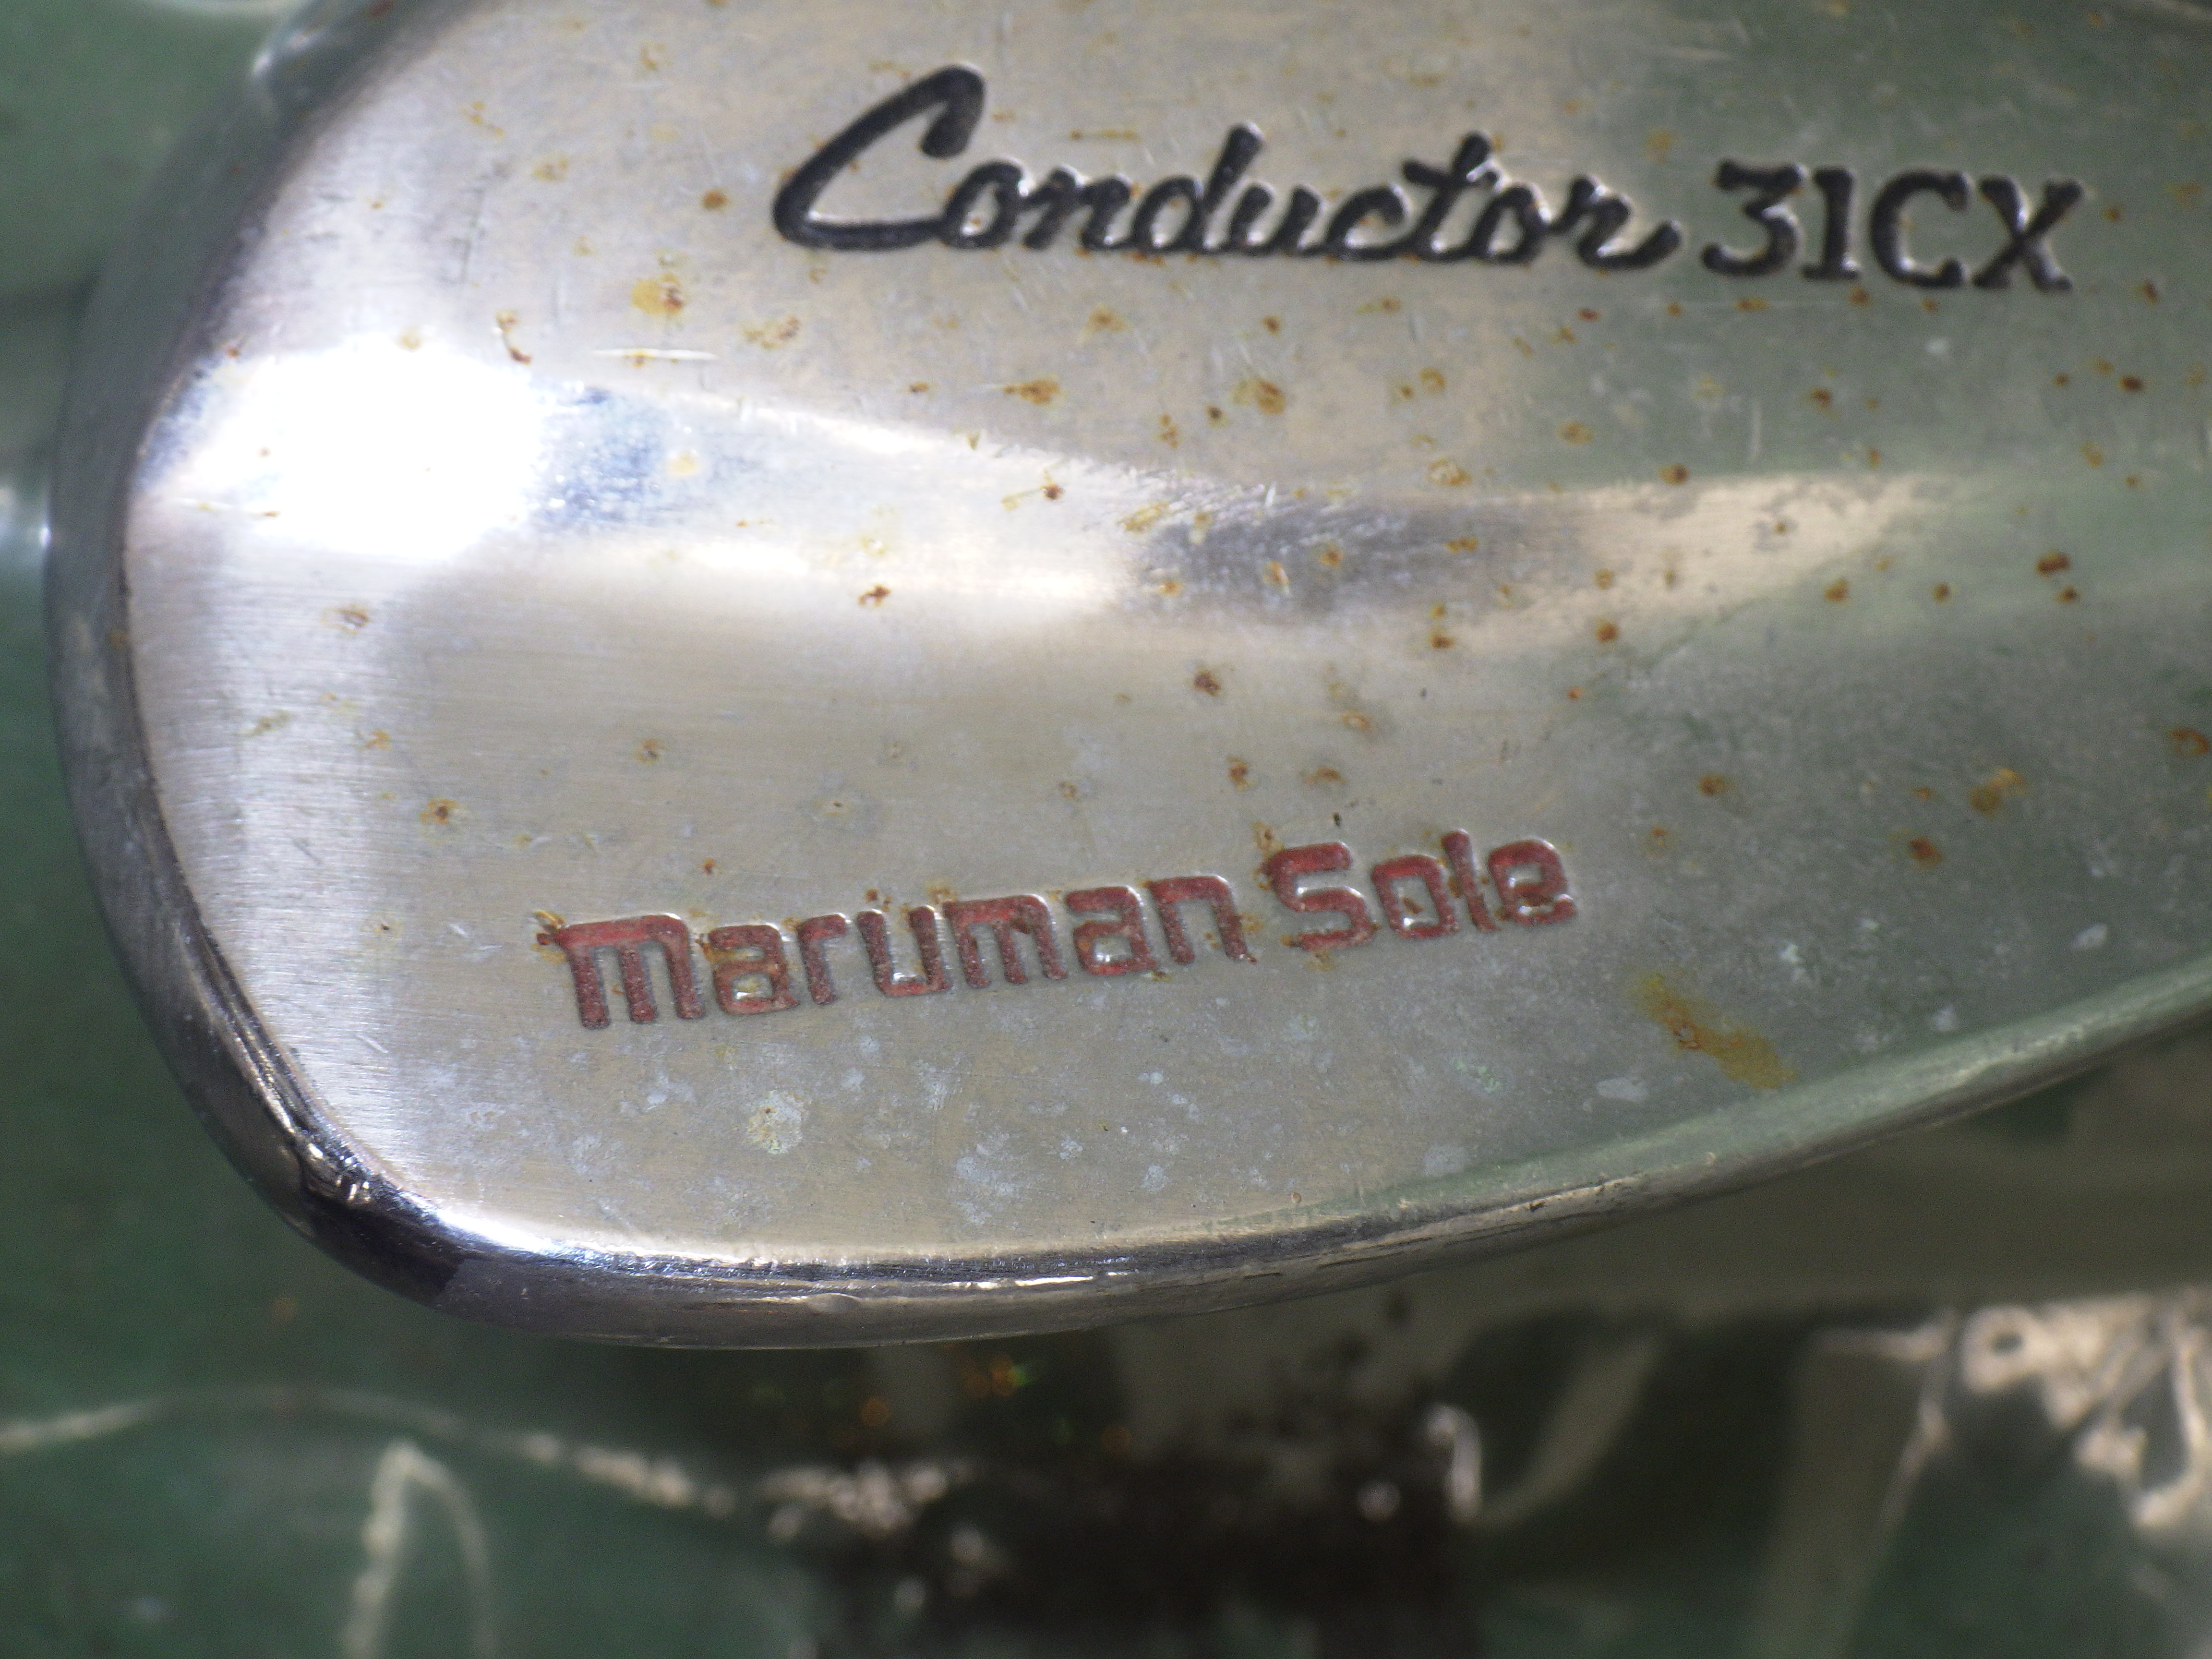 Conductor 31CX
maruman Sole